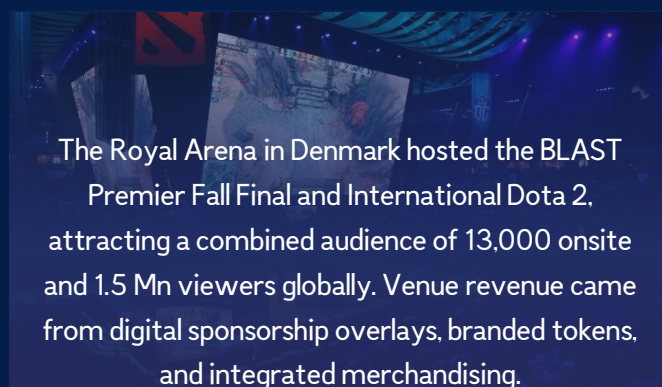 The Royal Arena in Denmark hosted the BLAST
Premier Fall Final and International Dota 2,
attracting a combined audience of 13,000 onsite
and 1.5 Mn viewers globally. Venue revenue came
from digital sponsorship overlays, branded tokens,
and integrated merchandising.